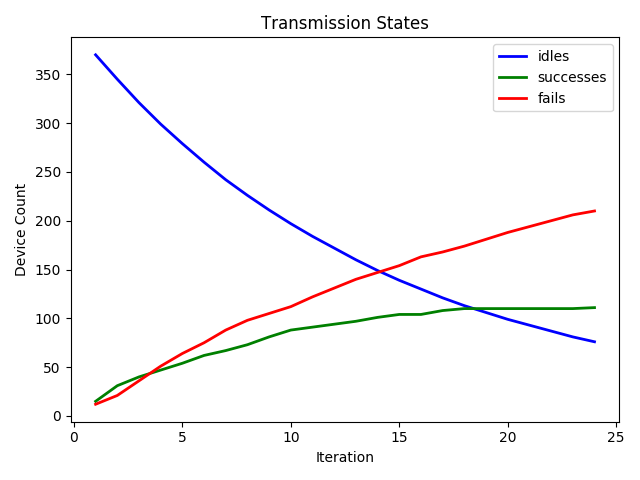 Transmission States
idles
successes
fails
Device Count
350
300
250
200
150
100
50
0
0 5 10 15 20 25
Iteration